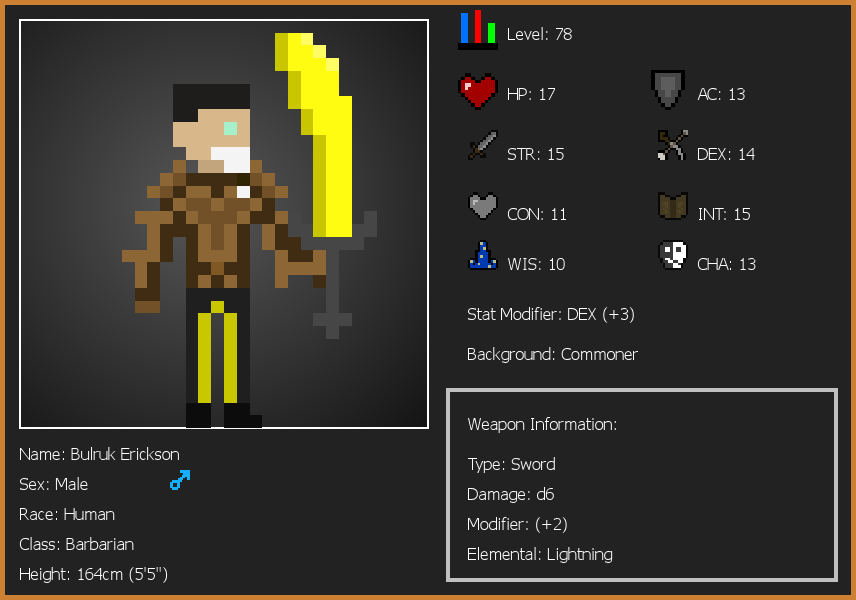 Level: 78
HP: 17
AC: 13
STR: 15
DEX: 14
CON: 11
INT: 15
WIS: 10
CHA: 13
Stat Modifier: DEX (+3)
Background: Commoner
Weapon Information:
Type: Sword
Damage: d6
Modifier: (+2)
Elemental: Lightning
Name: Bulruk Erickson
Sex: Male
Race: Human
Class: Barbarian
Height: 164cm (5'5")